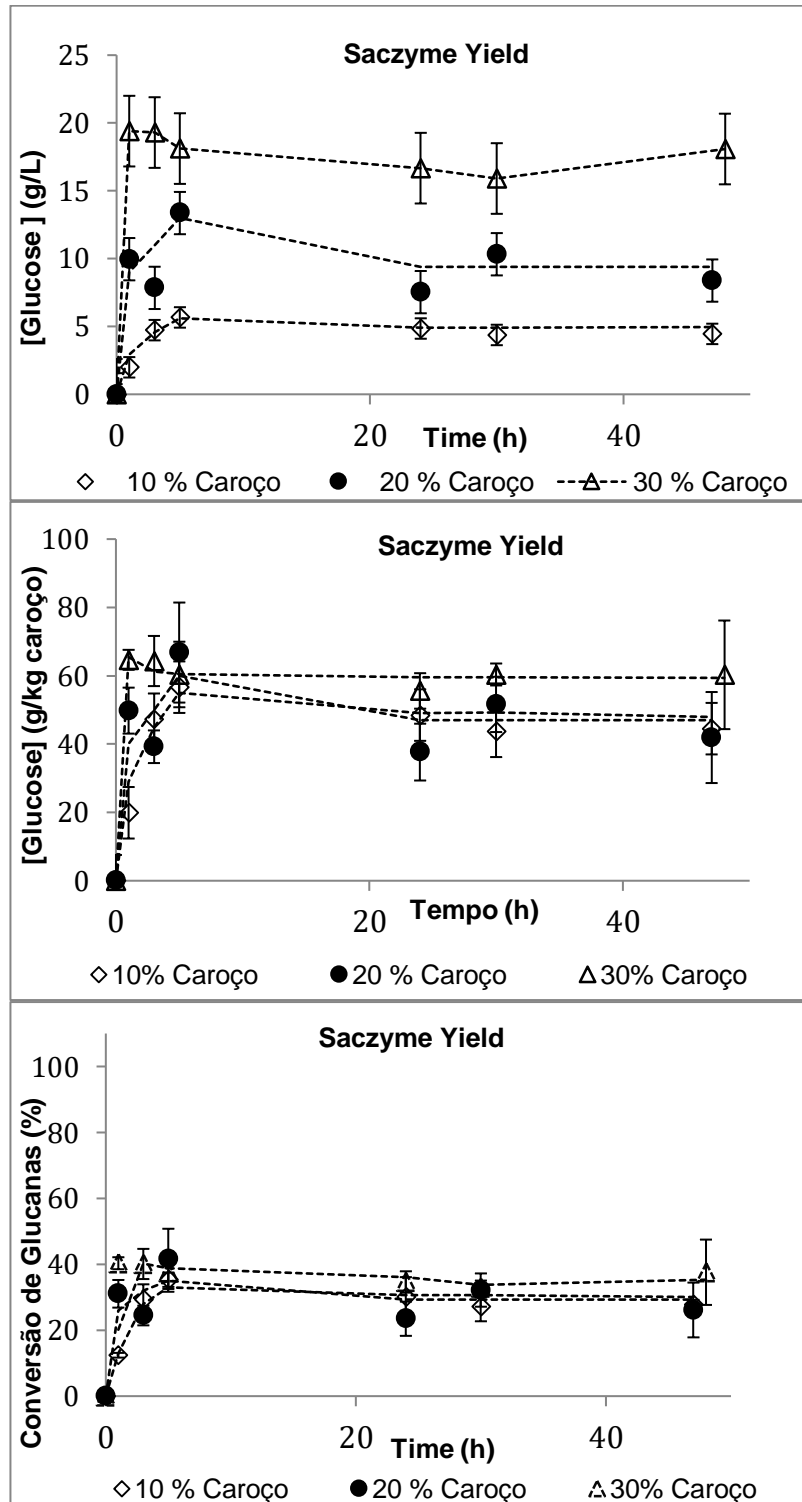 Saczyme Yield
25
20
15
10
5
0
[Glucose ] (g/L)
0
20
40
Time (h)
10 % Caroço 20 % Caroço 30 % Caroço
Saczyme Yield
100
80
60
40
20
0
[Glucose] (g/kg caroço)
0
20
40
Tempo (h)
10% Caroço 20 % Caroço 30% Caroço
Saczyme Yield
100
80
60
40
20
0
Conversão de Glucanas (%)
0
20
40
Time (h)
10 % Caroço 20 % Caroço 30% Caroço